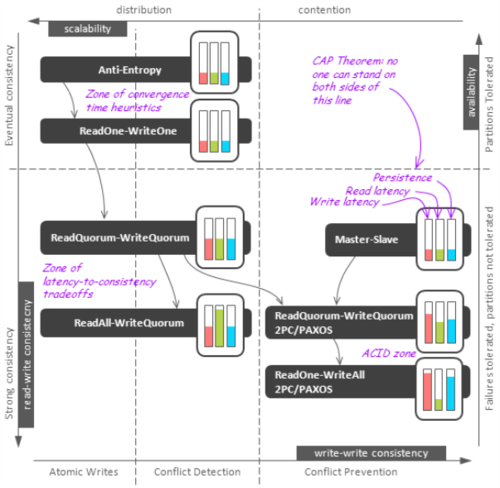 distribution
contention
scalability
Anti-Entropy
Zone of convergence
time heuristics
ReadOne-WriteOne
CAP Theorem: no
one can stand on
both sides of
this line
availability
Partitions Tolerated
Eventual consistency
Persistence
Read latency
Write latency
ReadQuorum-WriteQuorum
Master-Slave
Zone of
latency-to-consistency
tradeoffs
ReadAll-WriteQuorum
ReadQuorum-WriteQuorum
2PC/PAXOS
ACID zone
ReadOne-WriteAll
2PC/PAXOS
Strong consistency
read-write consistecny
Failures tolerated, partitions not tolerated
write-write consistency
Atomic Writes
Conflict Detection
Conflict Prevention